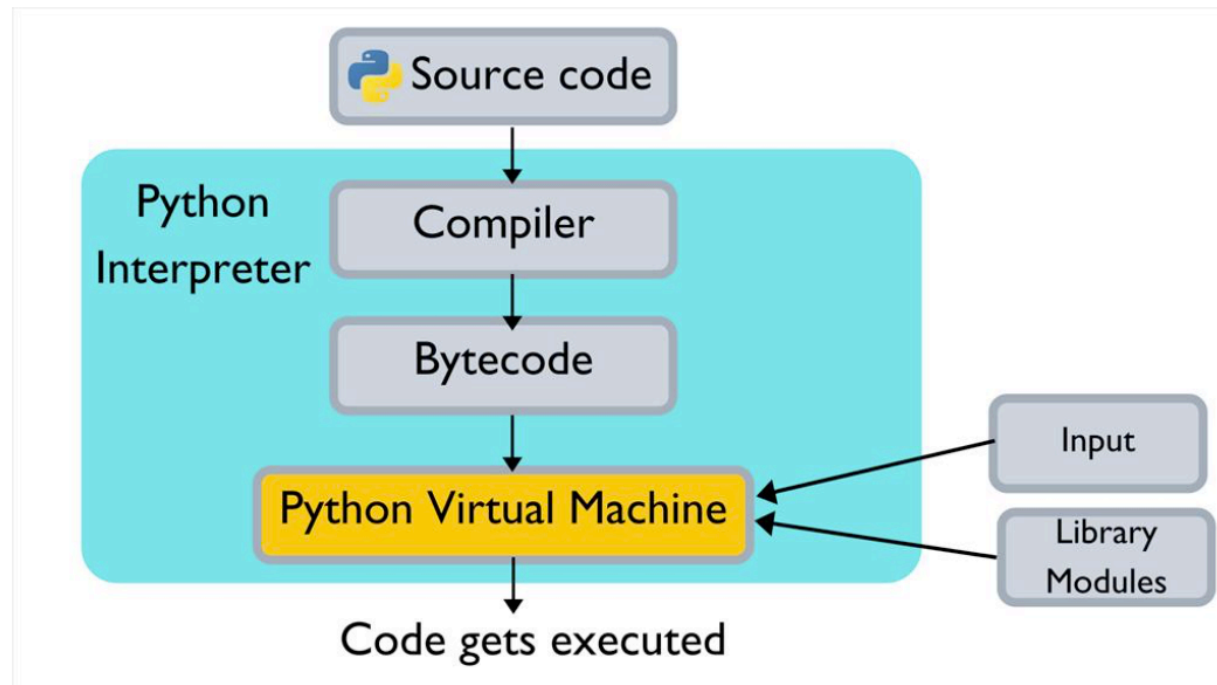 Source code
Python
Interpreter
Compiler
Bytecode
Input
Python Virtual Machine
Library
Modules
Code gets executed